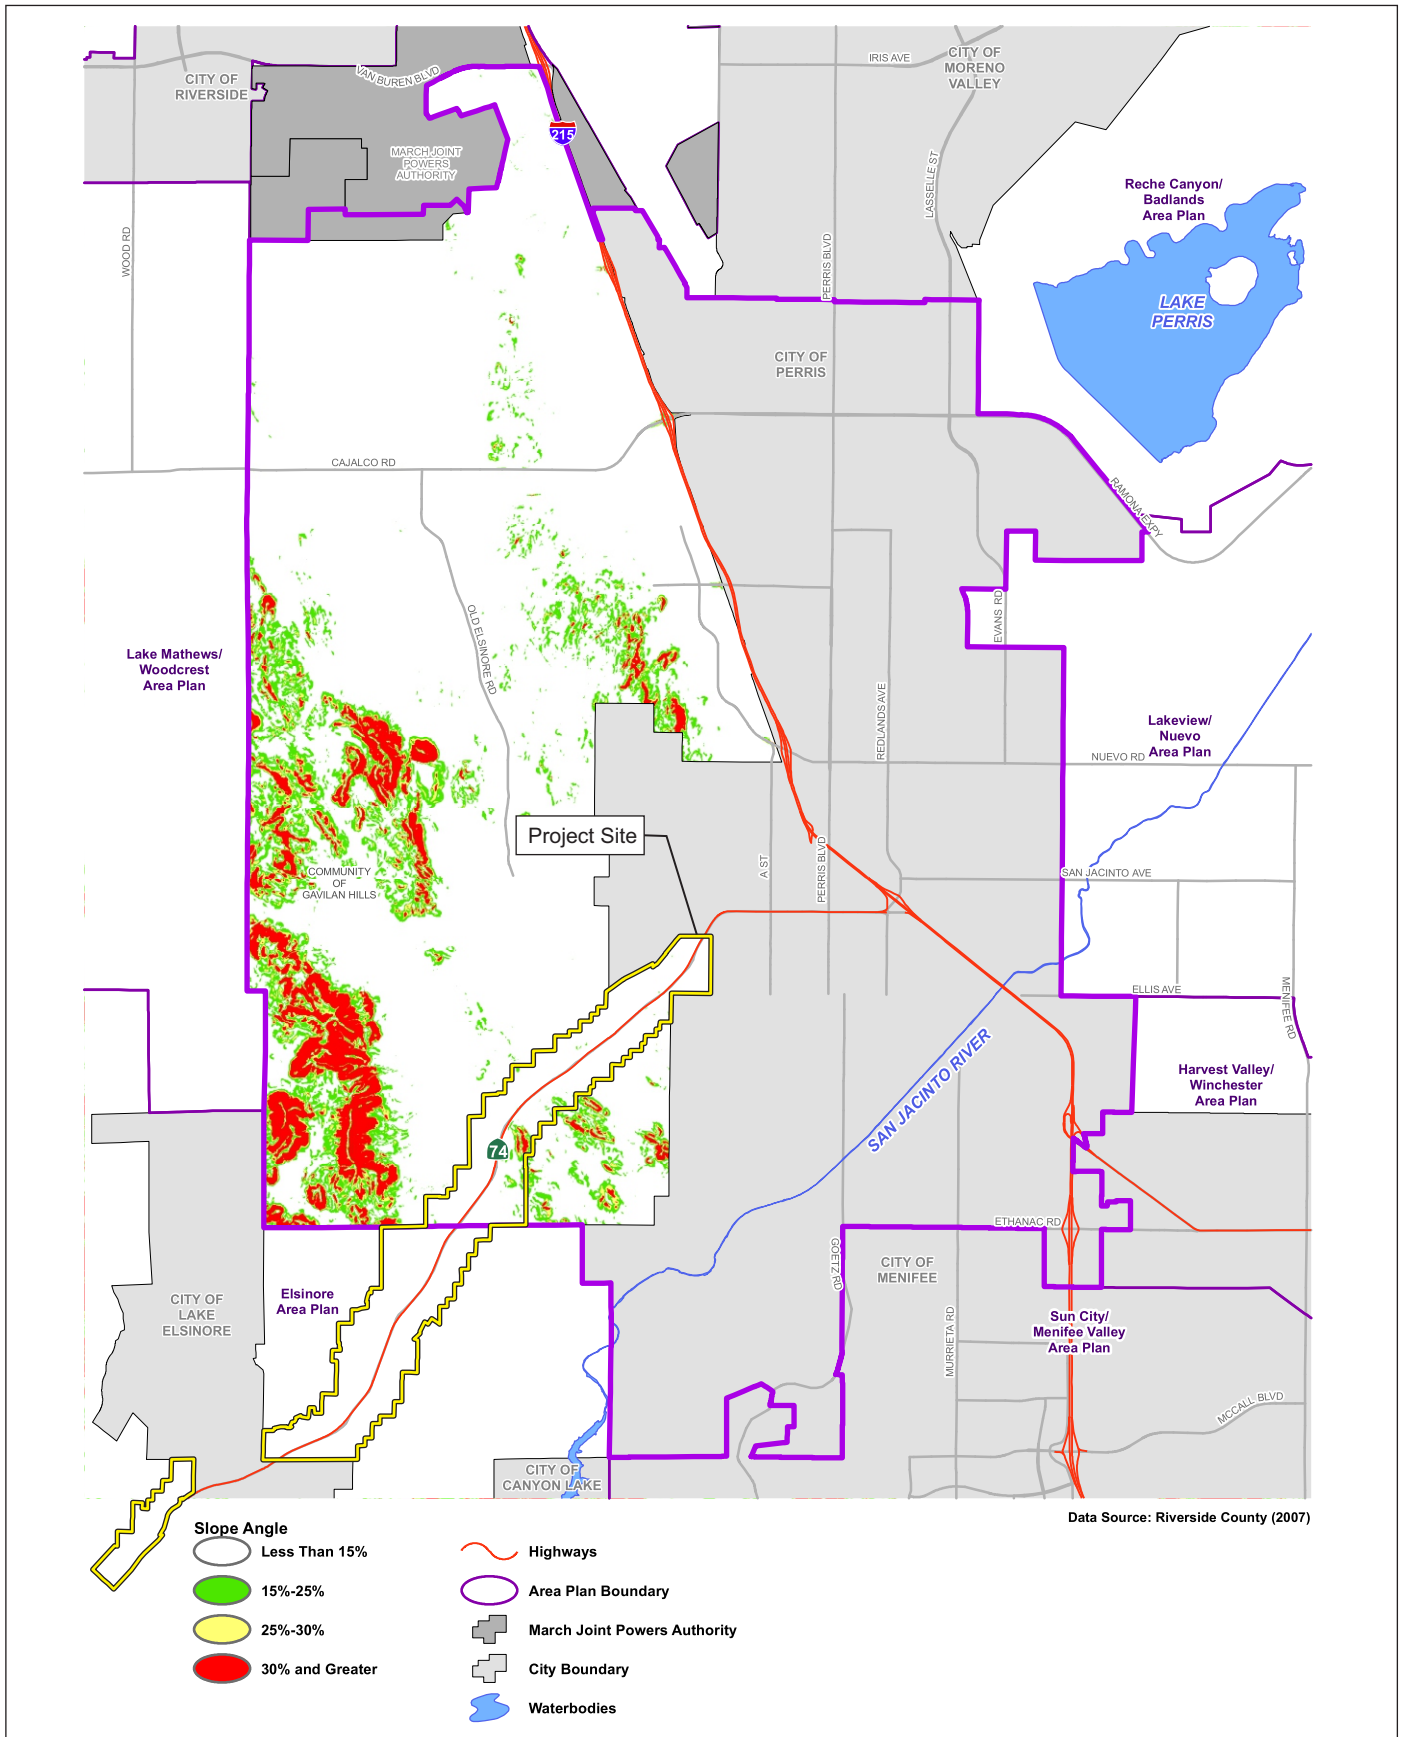 CITY OF
RIVERSIDE
VAN BUREN BLVD
MARCH JOINT
POWERS
AUTHORITY
215
IRIS AVE
CITY OF
MORENO
VALLEY
LASSELLE ST
PERRIS BLVD
WOOD RD
Reche Canyon/
Badlands
Area Plan
LAKE
PERRIS
CITY OF
PERRIS
CAJALCO RD
RAMONA EXPY
OLD ELSINORE RD
EVANS RD
Lake Mathews/
Woodcrest
Area Plan
REDLANDS AVE
Lakeview/
Nuevo
Area Plan
NUEVO RD
Project Site
A ST
PERRIS BLVD
COMMUNITY
OF
GAVILAN HILLS
SAN JACINTO AVE
ELLIS AVE
MENIFEE RD
SAN JACINTO RIVER
Harvest Valley/
Winchester
Area Plan
74
ETHANAC RD
GOETZ RD
CITY OF
MENIFEE
Elsinore
Area Plan
CITY OF
LAKE
ELSINORE
MURRIETA RD
Sun City/
Menifee Valley
Area Plan
MCCALL BLVD
CITY OF
CANYON LAKE
Data Source: Riverside County (2007)
Slope Angle
Less Than 15%
15%-25%
25%-30%
30% and Greater
Highways
Area Plan Boundary
March Joint Powers Authority
City Boundary
Waterbodies